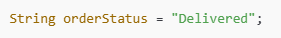 String orderStatus = "Delivered";